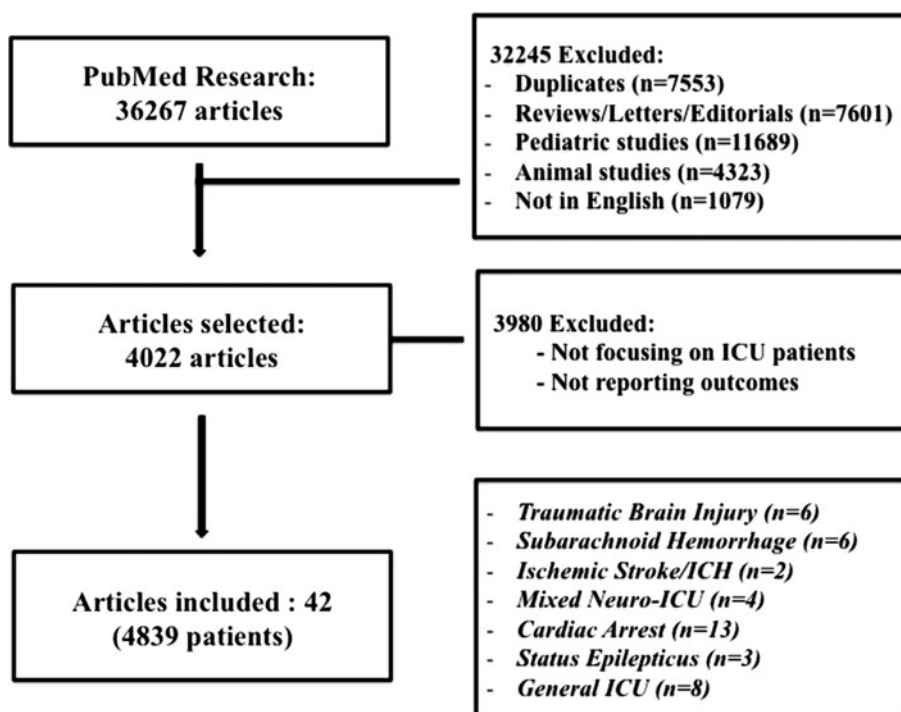 PubMed Research:
36267 articles
32245 Excluded:
- Duplicates (n=7553)
- Reviews/Letters/Editorials (n=7601)
- Pediatric studies (n=11689)
- Animal studies (n=4323)
- Not in English (n=1079)
Articles selected:
4022 articles
3980 Excluded:
- Not focusing on ICU patients
- Not reporting outcomes
Articles included : 42
(4839 patients)
- Traumatic Brain Injury (n=6)
- Subarachnoid Hemorrhage (n=6)
- Ischemic Stroke/ICH (n=2)
- Mixed Neuro-ICU (n=4)
- Cardiac Arrest (n=13)
- Status Epilepticus (n=3)
- General ICU (n=8)